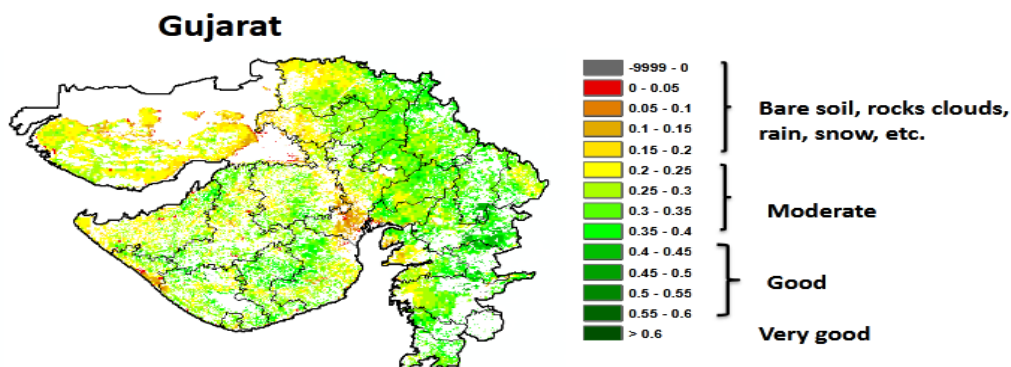 Gujarat
-9999 - 0
0 - 0.05
0.05 - 0.1
0.1 - 0.15
0.15 - 0.2
0.2 - 0.25
0.25 - 0.3
0.3 - 0.35
0.35 - 0.4
0.4 - 0.45
0.45 - 0.5
0.5 - 0.55
0.55 - 0.6
> 0.6
Bare soil, rocks clouds,
rain, snow, etc.
Moderate
Good
Very good